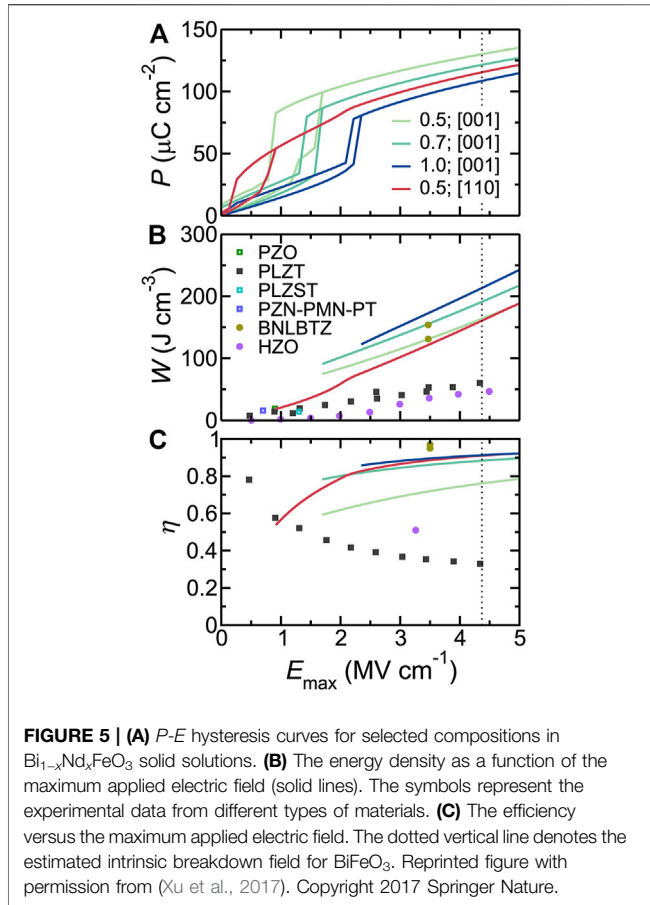 A
150
100
50
0
P (μC cm⁻²)
0.5; [001]
0.7; [001]
1.0; [001]
0.5; [110]
B
300
200
100
0
W (J cm⁻³)
PZO
PLZT
PLZST
PZN-PMN-PT
BNLBTZ
HZO
C
1
0.8
0.6
0.4
0.2
0
η
0 1 2 3 4 5
Emax (MV cm⁻¹)
FIGURE 5 | (A) P-E hysteresis curves for selected compositions in
Bi₁₋ₓNdₓFeO₃ solid solutions. (B) The energy density as a function of the
maximum applied electric field (solid lines). The symbols represent the
experimental data from different types of materials. (C) The efficiency
versus the maximum applied electric field. The dotted vertical line denotes the
estimated intrinsic breakdown field for BiFeO₃. Reprinted figure with
permission from (Xu et al., 2017). Copyright 2017 Springer Nature.